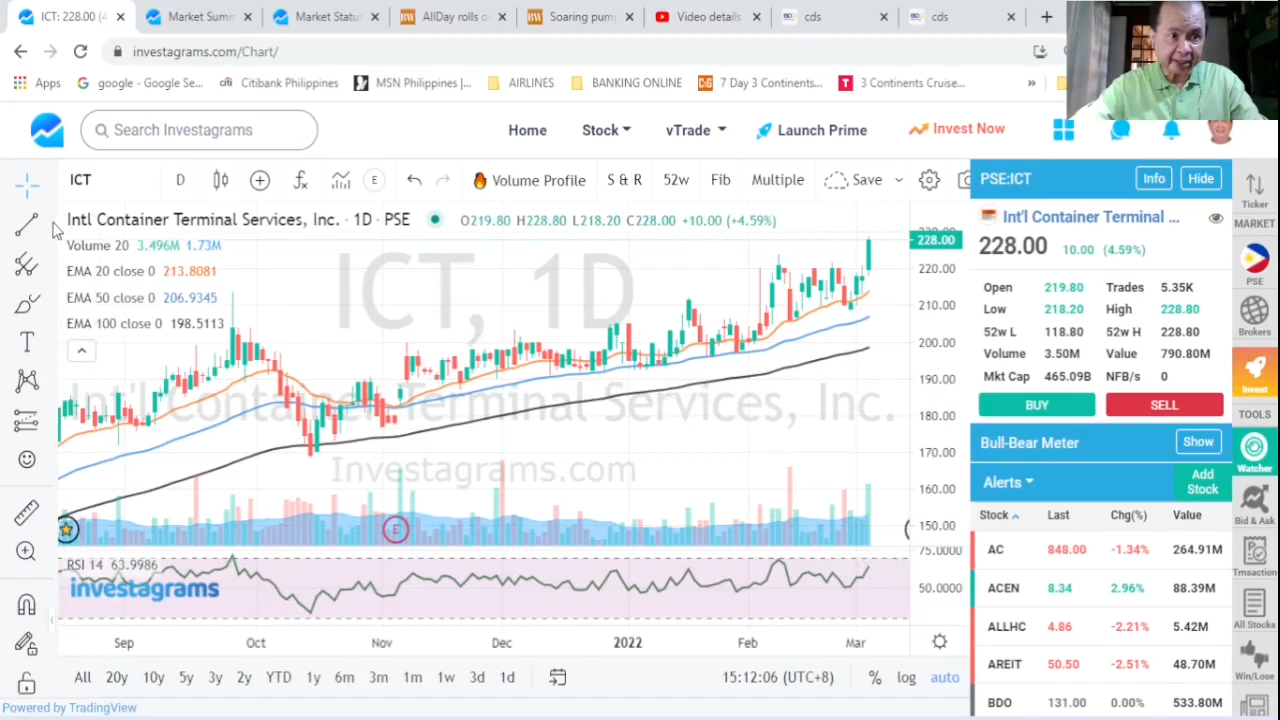 ICT: 228.00 (4
Market Summ
Market Status
AllDay rolls o
Soaring pump
Video details
cds
cds
investagrams.com/Chart/
Apps
google - Google Se...
Citibank Philippines
MSN Philippines |...
AIRLINES
BANKING ONLINE
7 Day 3 Continents...
3 Continents Cruise...
»
Search Investagrams
Home
Stock
vTrade
Launch Prime
Invest Now
ICT
D
E
Volume Profile
S & R
52w
Fib
Multiple
Save
Intl Container Terminal Services, Inc. · 1D · PSE
O219.80 H228.80 L218.20 C228.00 +10.00 (+4.59%)
Volume 20 3.496M 1.73M
EMA 20 close 0 213.8081
EMA 50 close 0 206.9345
EMA 100 close 0 198.5113
ICT, 1D
Int'l Container Terminal Services, Inc.
Investagrams.com
228.00
220.00
210.00
200.00
190.00
180.00
170.00
160.00
150.00
E
RSI 14 63.9986
investagrams
75.0000
50.0000
Sep
Oct
Nov
Dec
2022
Feb
Mar
All
20y
10y
5y
3y
2y
YTD
1y
6m
3m
1m
1w
3d
1d
15:12:06 (UTC+8)
%
log
auto
Powered by TradingView
PSE:ICT
Info
Hide
Int'l Container Terminal ...
228.00 10.00 (4.59%)
Open 219.80 Trades 5.35K
Low 218.20 High 228.80
52w L 118.80 52w H 228.80
Volume 3.50M Value 790.80M
Mkt Cap 465.09B NFB/s 0
BUY
SELL
Bull-Bear Meter
Show
Alerts
Add
Stock
Stock Last Chg(%) Value
AC 848.00 -1.34% 264.91M
ACEN 8.34 2.96% 88.39M
ALLHC 4.86 -2.21% 5.42M
AREIT 50.50 -2.51% 48.70M
BDO 131.00 0.00% 533.80M
Ticker
MARKET
PSE
Brokers
Invest
TOOLS
Watcher
Bid & Ask
Trnsaction
All Stocks
Win/Lose